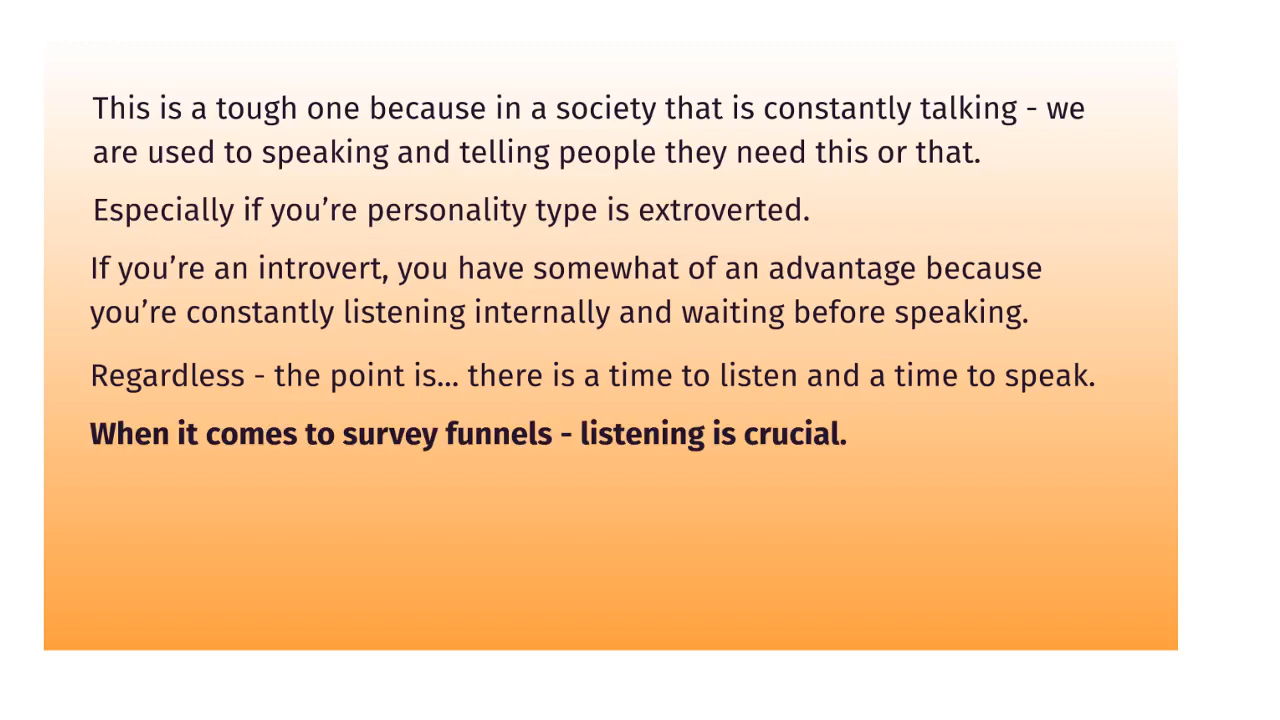 This is a tough one because in a society that is constantly talking - we
are used to speaking and telling people they need this or that.
Especially if you’re personality type is extroverted.
If you’re an introvert, you have somewhat of an advantage because
you’re constantly listening internally and waiting before speaking.
Regardless - the point is... there is a time to listen and a time to speak.
When it comes to survey funnels - listening is crucial.